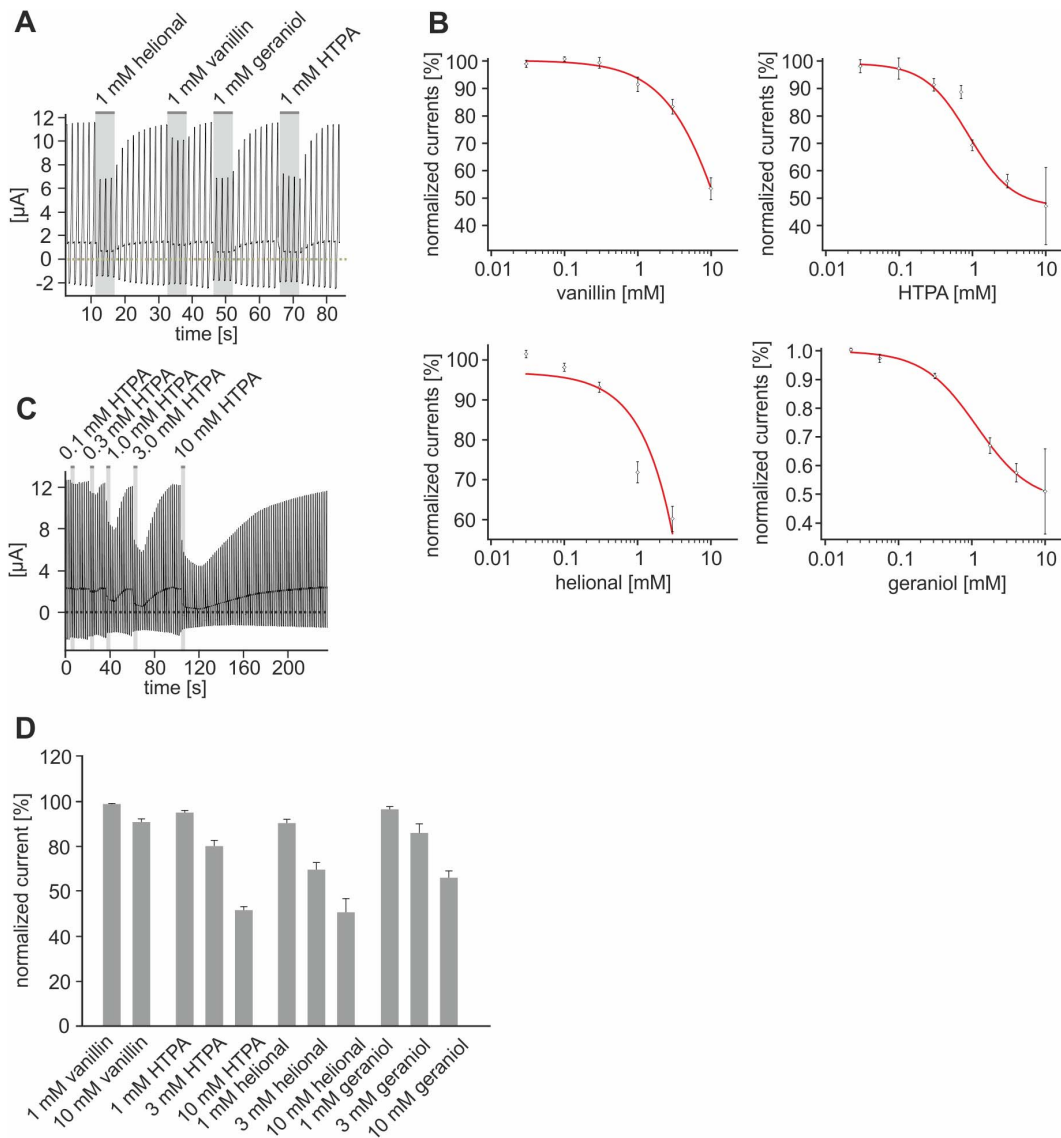 A
1 mM helional
1 mM vanillin
1 mM geraniol
1 mM HTPA
12
10
8
6
4
2
0
-2
[µA]
10 20 30 40 50 60 70 80
time [s]
B
normalized currents [%]
100
90
80
70
60
50
40
0.01 0.1 1 10
vanillin [mM]
normalized currents [%]
100
90
80
70
60
50
40
0.01 0.1 1 10
HTPA [mM]
normalized currents [%]
100
90
80
70
60
0.01 0.1 1 10
helional [mM]
normalized currents [%]
1.0
0.9
0.8
0.7
0.6
0.5
0.4
0.01 0.1 1 10
geraniol [mM]
C
0.1 mM HTPA
0.3 mM HTPA
1.0 mM HTPA
3.0 mM HTPA
10 mM HTPA
12
8
4
0
[µA]
0 40 80 120 160 200
time [s]
D
normalized current [%]
120
100
80
50
40
20
0
1 mM vanillin
10 mM vanillin
1 mM HTPA
3 mM HTPA
10 mM HTPA
1 mM helional
3 mM helional
10 mM helional
1 mM geraniol
3 mM geraniol
10 mM geraniol